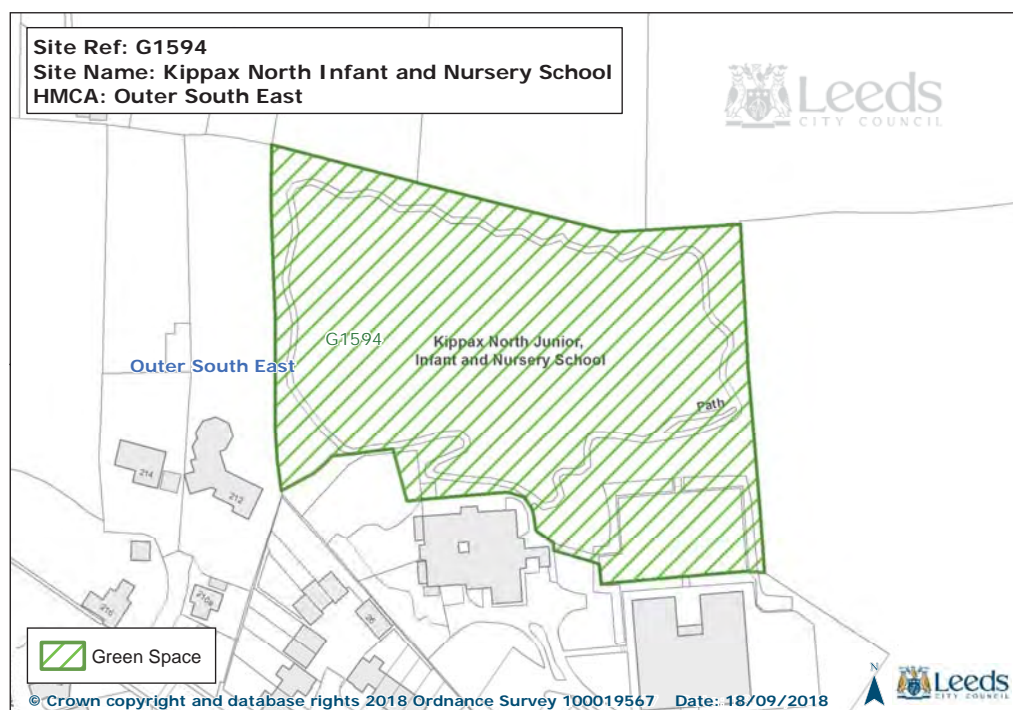 Site Ref: G1594
Site Name: Kippax North Infant and Nursery School
HMCA: Outer South East
Leeds
CITY COUNCIL
G1594
Kippax North Junior,
Infant and Nursery School
Outer South East
Path
214
212
210a
26
Green Space
N
© Crown copyright and database rights 2018 Ordnance Survey 100019567 Date: 18/09/2018
Leeds
CITY COUNCIL